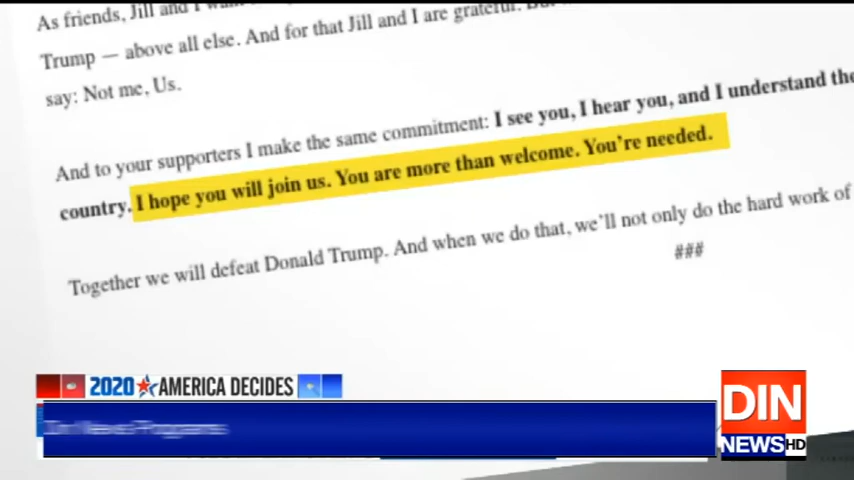 As friends, Jill and I
Trump — above all else. And for that Jill and I are grateful. But
say: Not me, Us.
And to your supporters I make the same commitment: I see you, I hear you, and I understand the
country. I hope you will join us. You are more than welcome. You're needed.
Together we will defeat Donald Trump. And when we do that, we'll not only do the hard work of
###
2020 AMERICA DECIDES
DIN
NEWS HD